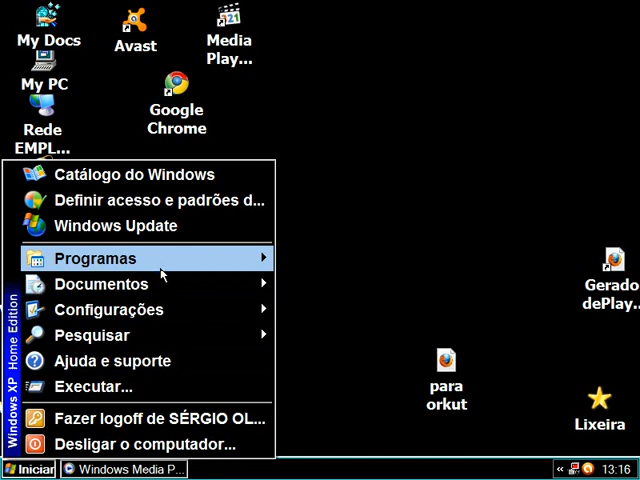 My Docs
Avast
Media
Play...
My PC
Google
Chrome
Rede
EMPL...
Catálogo do Windows
Definir acesso e padrões d...
Windows Update
Programas
Documentos
Configurações
Pesquisar
Ajuda e suporte
Executar...
Fazer logoff de SÉRGIO OL...
Desligar o computador...
Windows XP Home Edition
Gerado
dePlay...
para
orkut
Lixeira
Iniciar
Windows Media P...
«
13:16